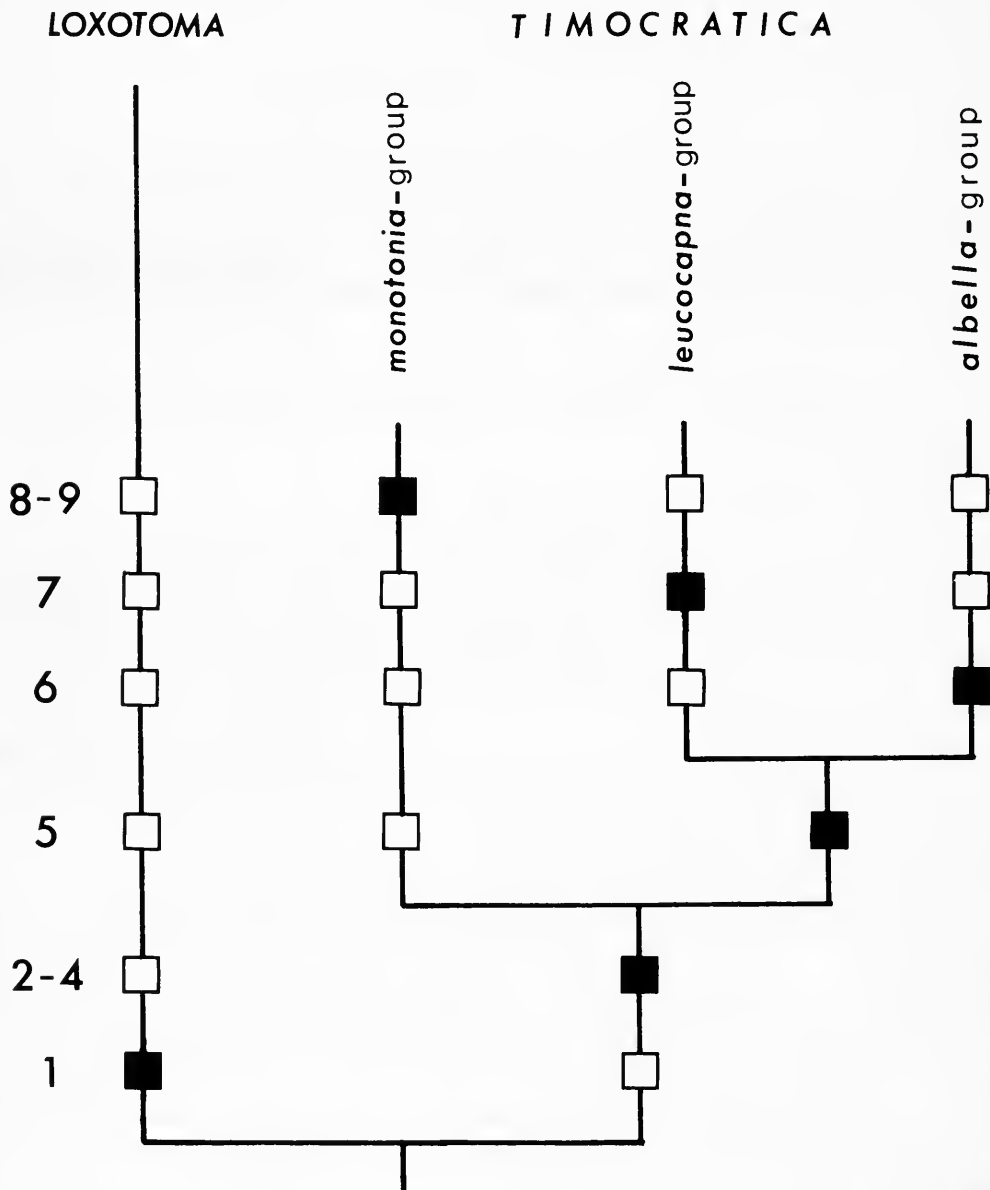 LOXOTOMA
TIMOCRATICA
monotonia-group
leucocapna-group
albella-group
8-9
7
6
5
2-4
1